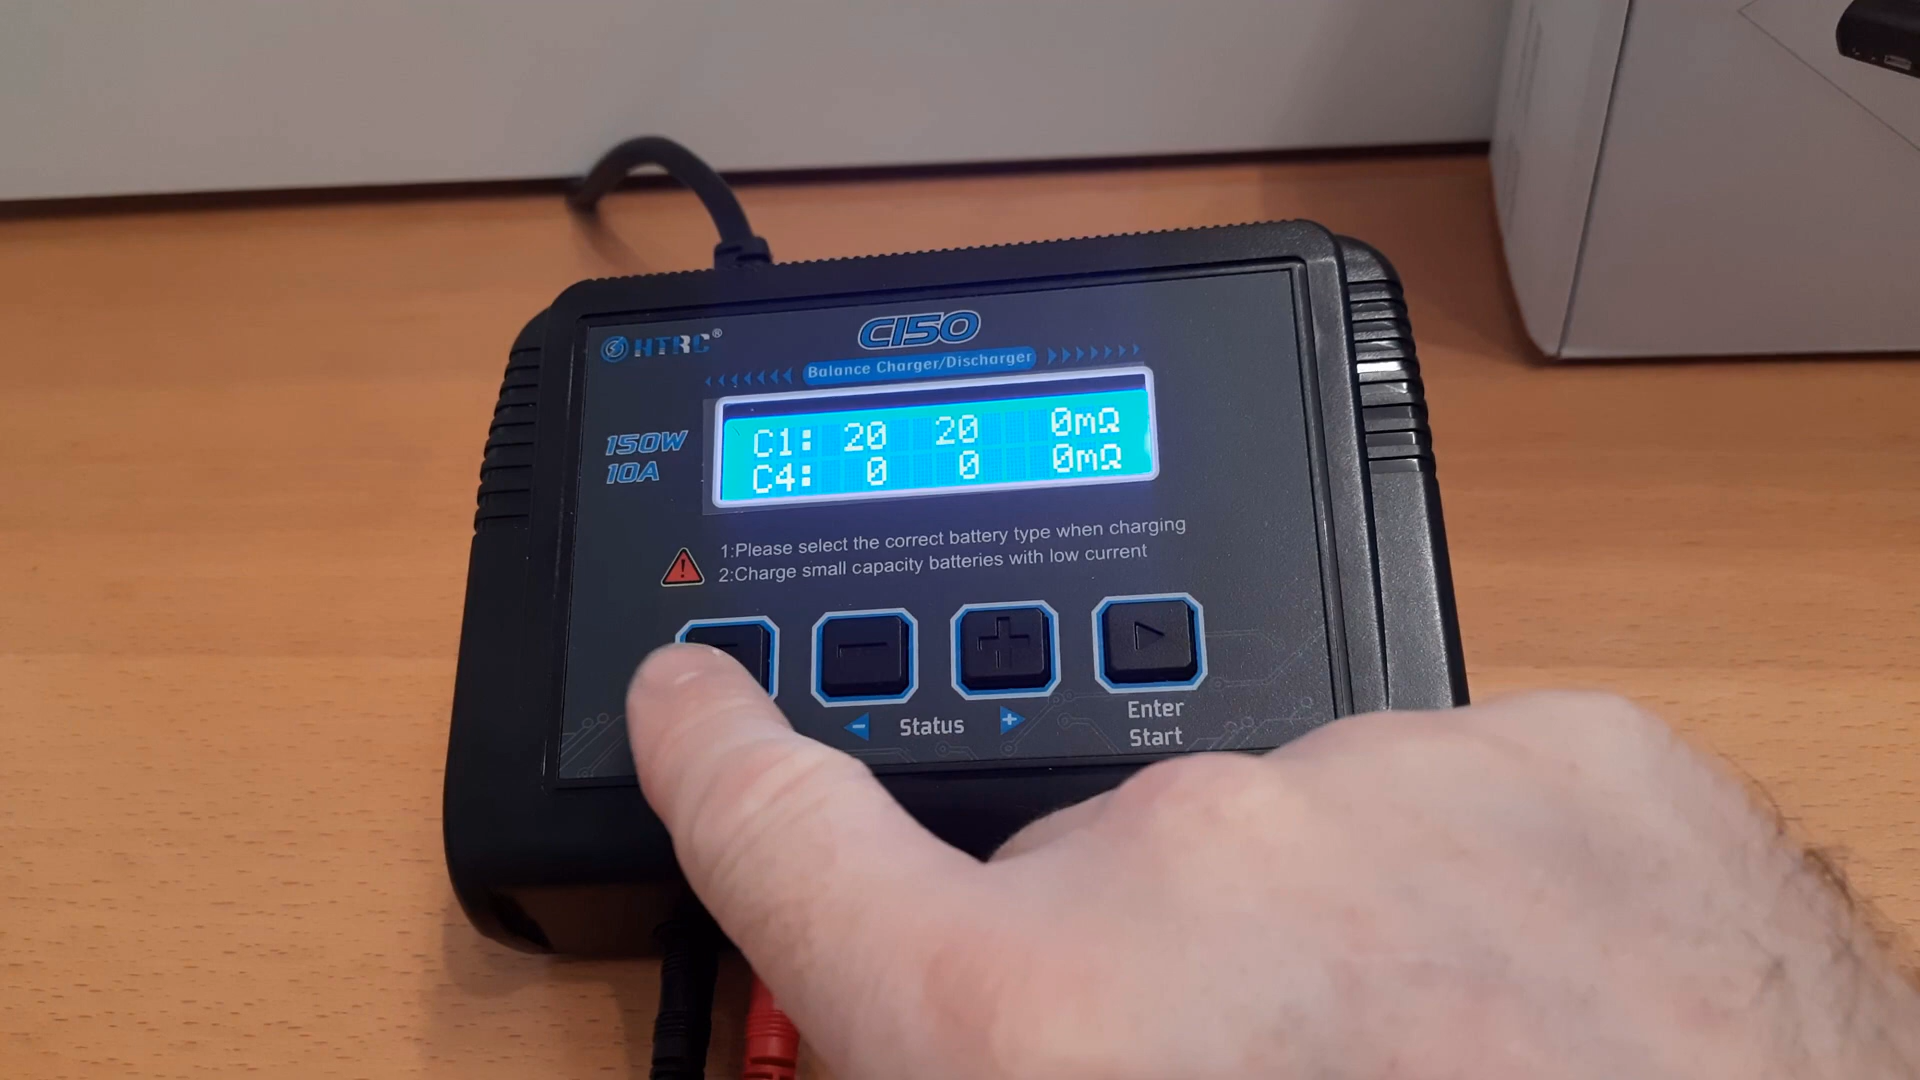 HTRC®
C150
Balance Charger/Discharger
150W
10A
C1: 20 20 0mΩ
C4: 0 0 0mΩ
1:Please select the correct battery type when charging
2:Charge small capacity batteries with low current
Status
Enter
Start